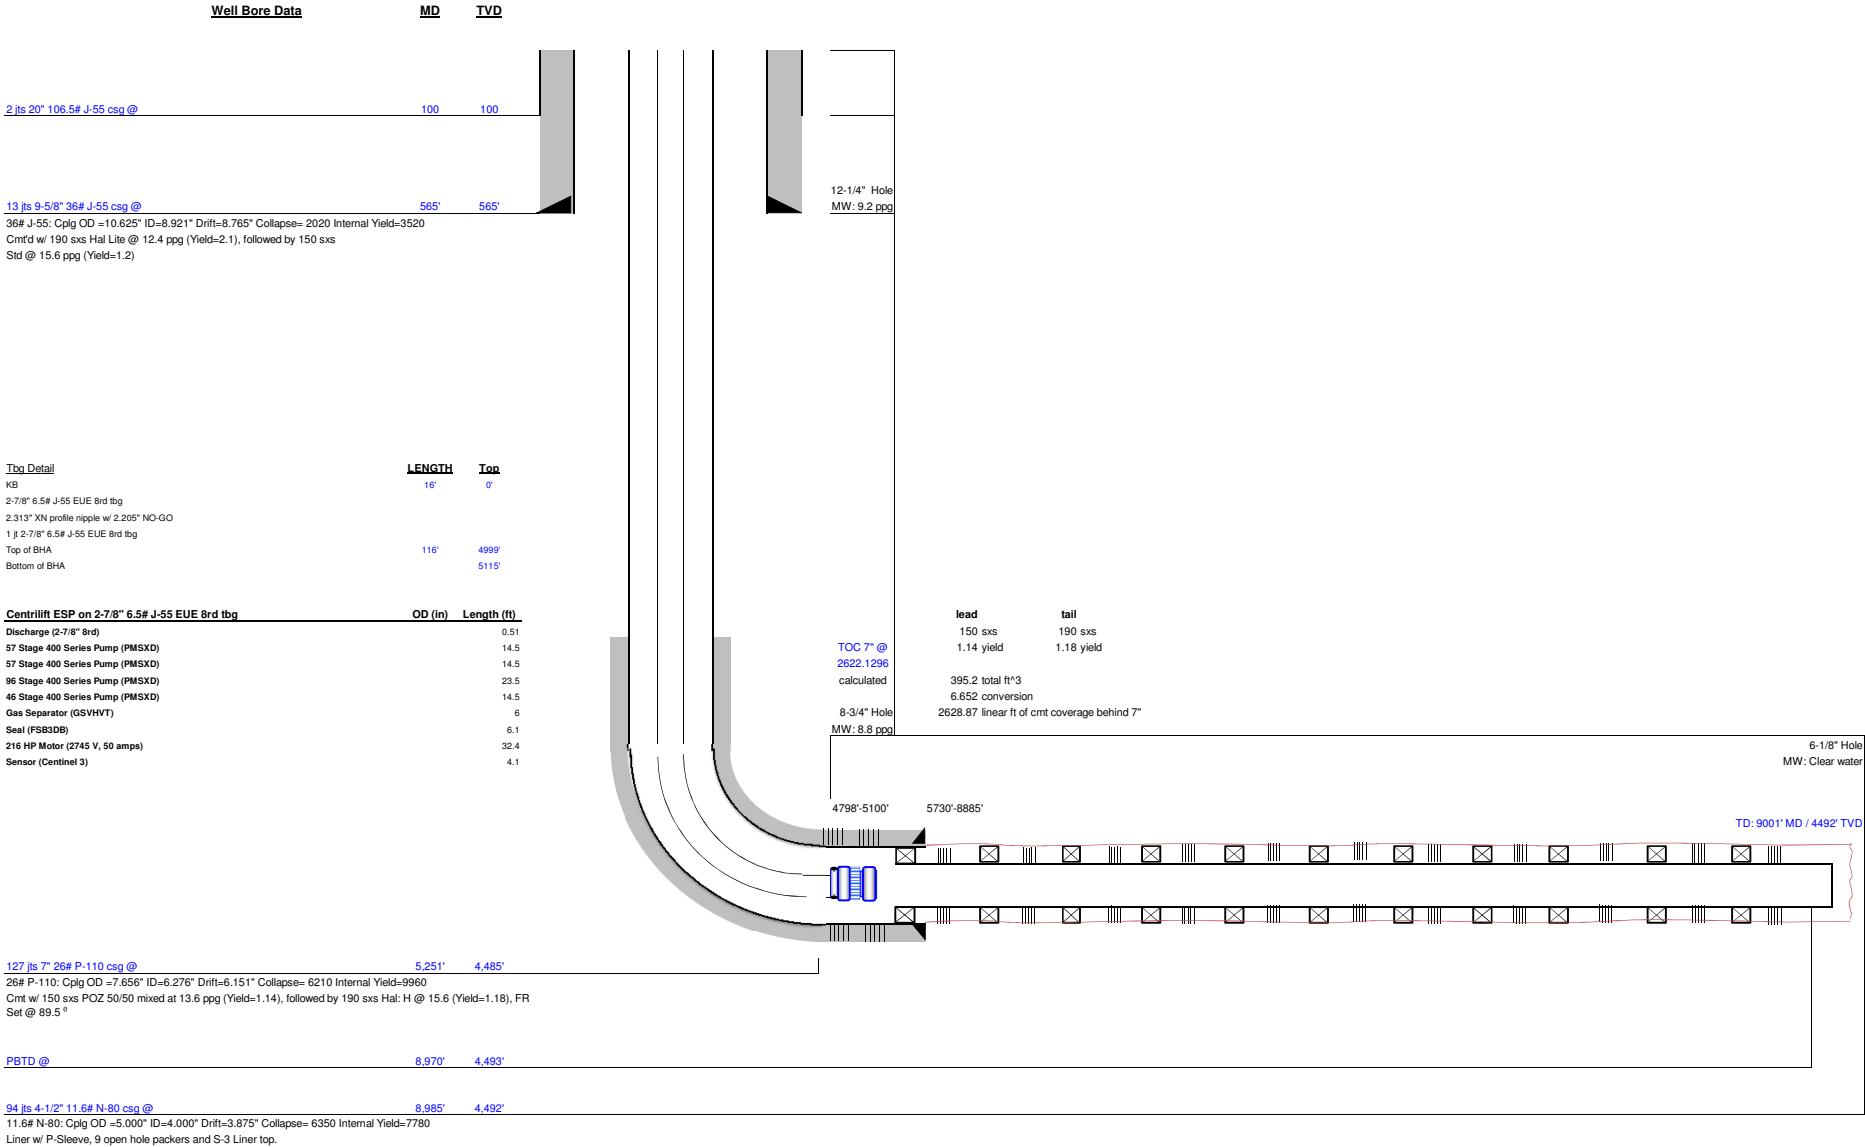 Well Bore Data MD TVD
2 jts 20" 106.5# J-55 csg @ 100 100
12-1/4" Hole
13 jts 9-5/8" 36# J-55 csg @ 565' 565' MW: 9.2 ppg
36# J-55: Cplg OD =10.625" ID=8.921" Drift=8.765" Collapse= 2020 Internal Yield=3520
Cmt'd w/ 190 sxs Hal Lite @ 12.4 ppg (Yield=2.1), followed by 150 sxs
Std @ 15.6 ppg (Yield=1.2)
Tbg Detail LENGTH Top
KB 16' 0'
2-7/8" 6.5# J-55 EUE 8rd tbg
2.313" XN profile nipple w/ 2.205" NO-GO
1 jt 2-7/8" 6.5# J-55 EUE 8rd tbg
Top of BHA 116' 4999'
Bottom of BHA 5115'
Centrilift ESP on 2-7/8" 6.5# J-55 EUE 8rd tbg OD (in) Length (ft)
Discharge (2-7/8" 8rd) 0.51
57 Stage 400 Series Pump (PMSXD) 14.5
57 Stage 400 Series Pump (PMSXD) 14.5
96 Stage 400 Series Pump (PMSXD) 23.5
46 Stage 400 Series Pump (PMSXD) 14.5
Gas Separator (GSVHVT) 6
Seal (FSB3DB) 6.1
216 HP Motor (2745 V, 50 amps) 32.4
Sensor (Centinel 3) 4.1
lead tail
150 sxs 190 sxs
TOC 7" @ 1.14 yield 1.18 yield
2622.1296
calculated 395.2 total ft^3
6.652 conversion
8-3/4" Hole 2628.87 linear ft of cmt coverage behind 7"
MW: 8.8 ppg
6-1/8" Hole
MW: Clear water
4798'-5100' 5730'-8885'
TD: 9001' MD / 4492' TVD
127 jts 7" 26# P-110 csg @ 5,251' 4,485'
26# P-110: Cplg OD =7.656" ID=6.276" Drift=6.151" Collapse= 6210 Internal Yield=9960
Cmt w/ 150 sxs POZ 50/50 mixed at 13.6 ppg (Yield=1.14), followed by 190 sxs Hal: H @ 15.6 (Yield=1.18), FR
Set @ 89.5 º
PBTD @ 8,970' 4,493'
94 jts 4-1/2" 11.6# N-80 csg @ 8,985' 4,492'
11.6# N-80: Cplg OD =5.000" ID=4.000" Drift=3.875" Collapse= 6350 Internal Yield=7780
Liner w/ P-Sleeve, 9 open hole packers and S-3 Liner top.